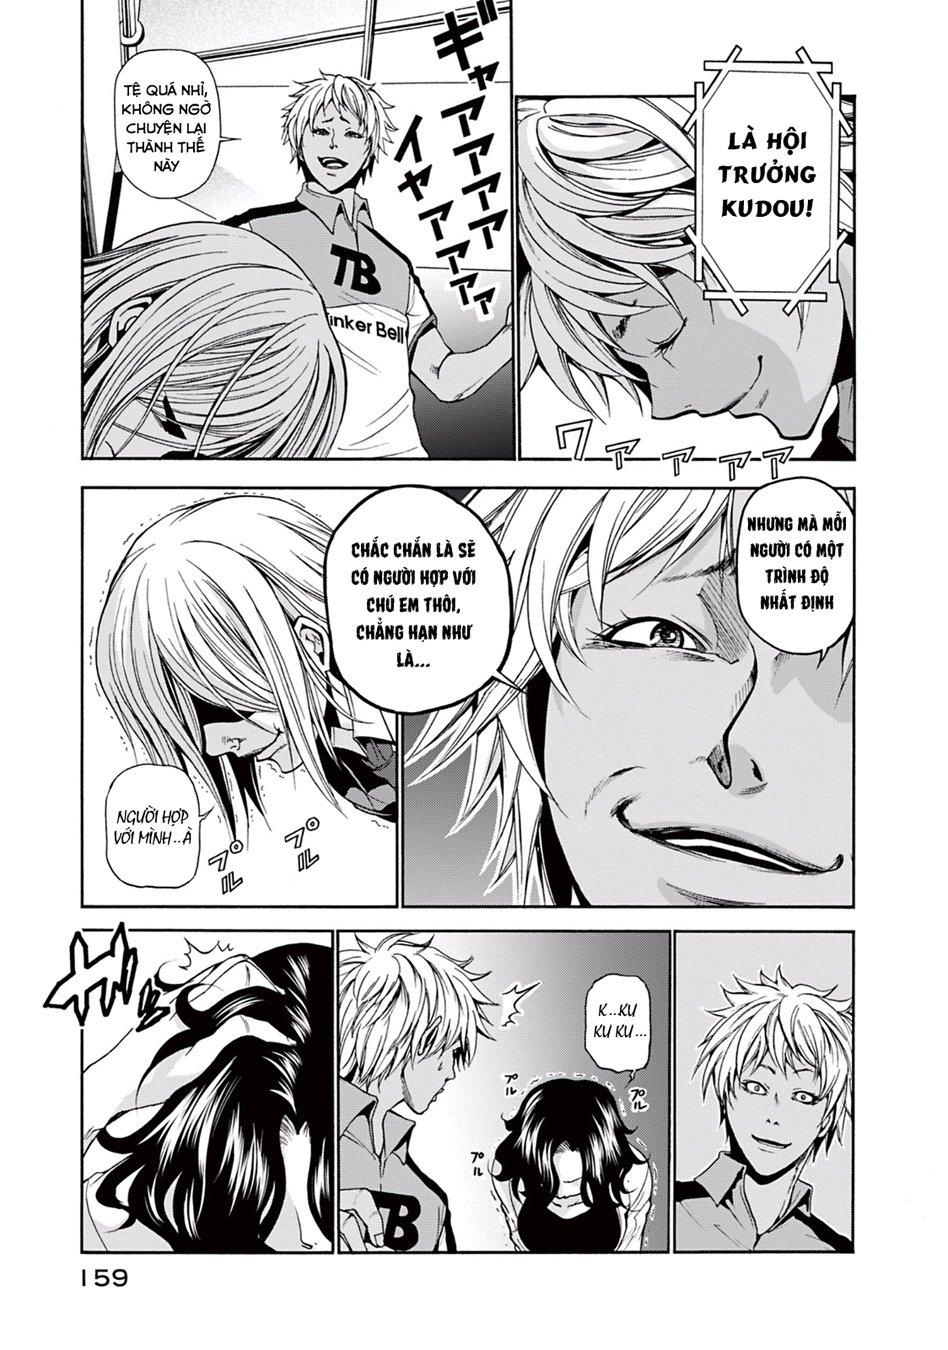 LÀ HỘI
TRƯỞNG
KUDOU!
ワァァァァ
ギャアアアアア
イャァァァァァ
TỆ QUÁ NHỈ,
KHÔNG NGỜ
CHUYỆN LẠI
THÀNH THẾ
NÀY
TB
inker Bell
NHƯNG MÀ MỖI
NGƯỜI CÓ MỘT
TRÌNH ĐỘ
NHẤT ĐỊNH
CHẮC CHẮN LÀ SẼ
CÓ NGƯỜI HỢP VỚI
CHÚ EM THÔI,
CHẲNG HẠN NHƯ
LÀ...
NGƯỜI HỢP
VỚI MÌNH..À
プル
プル
K...KU
KU KU...
プル
プル
プル
TB
159